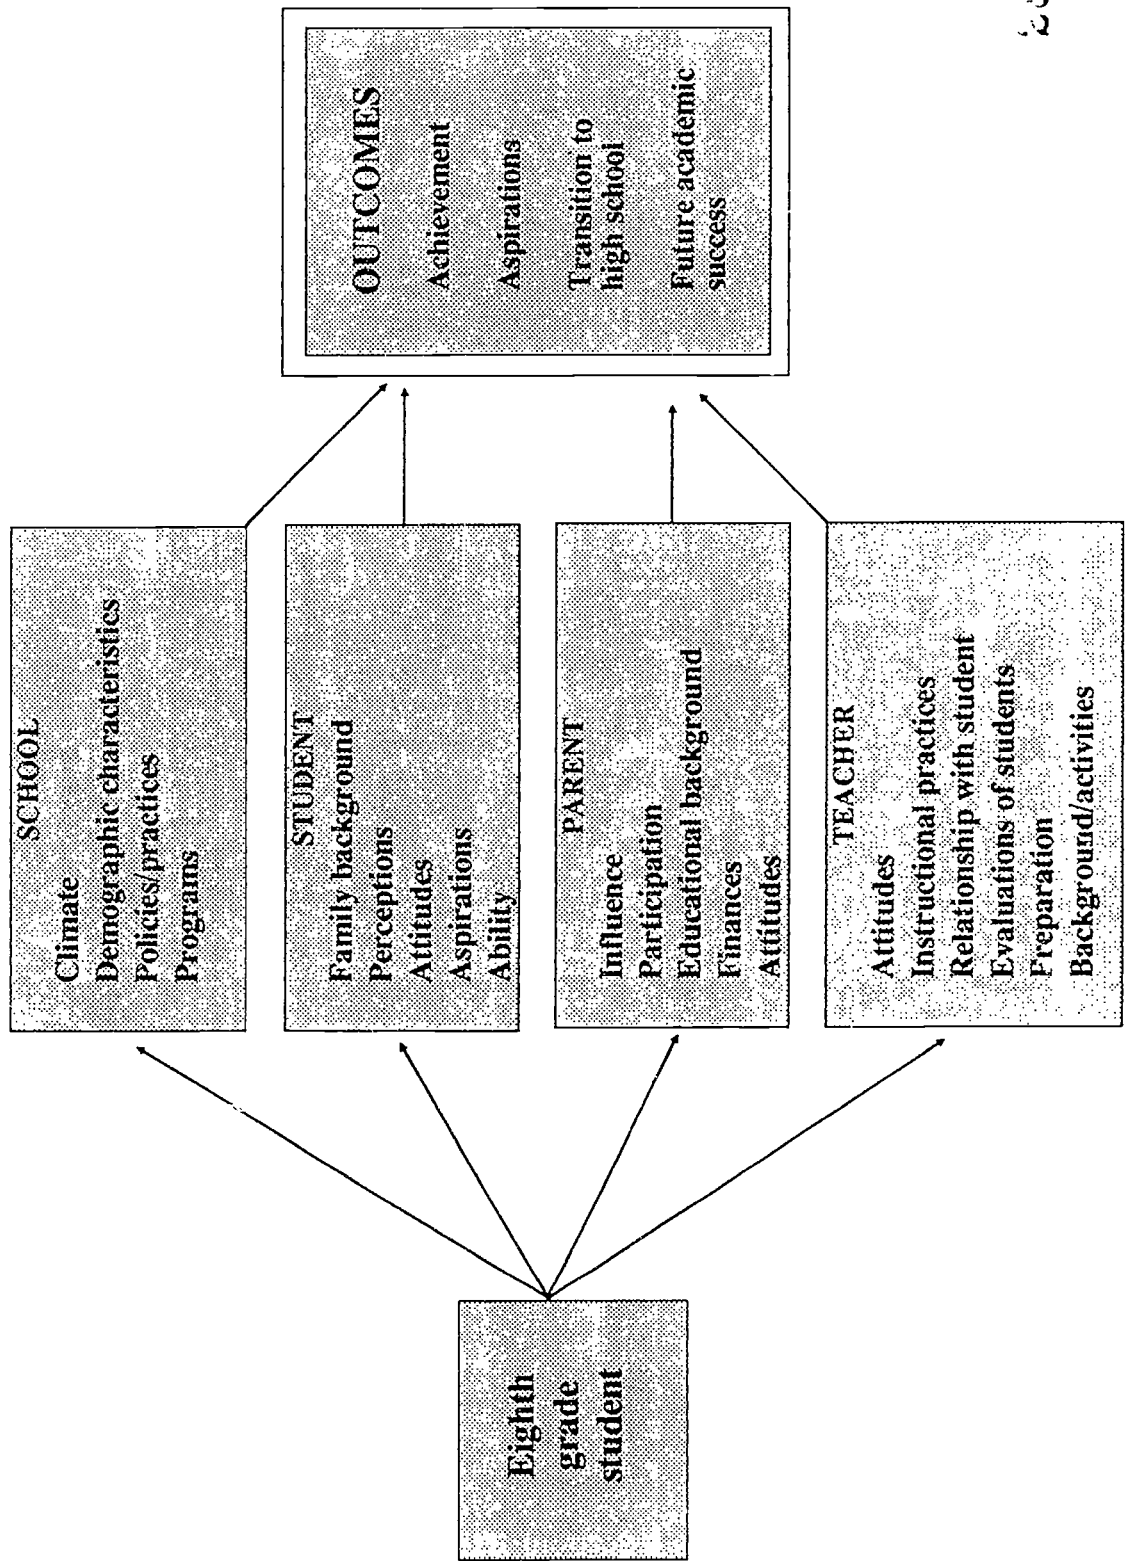 Eighth
grade
student
SCHOOL
Climate
Demographic characteristics
Policies/practices
Programs
STUDENT
Family background
Perceptions
Attitudes
Aspirations
Ability
PARENT
Influence
Participation
Educational background
Finances
Attitudes
TEACHER
Attitudes
Instructional practices
Relationship with student
Evaluations of students
Preparation
Background/activities
OUTCOMES
Achievement
Aspirations
Transition to
high school
Future academic
success